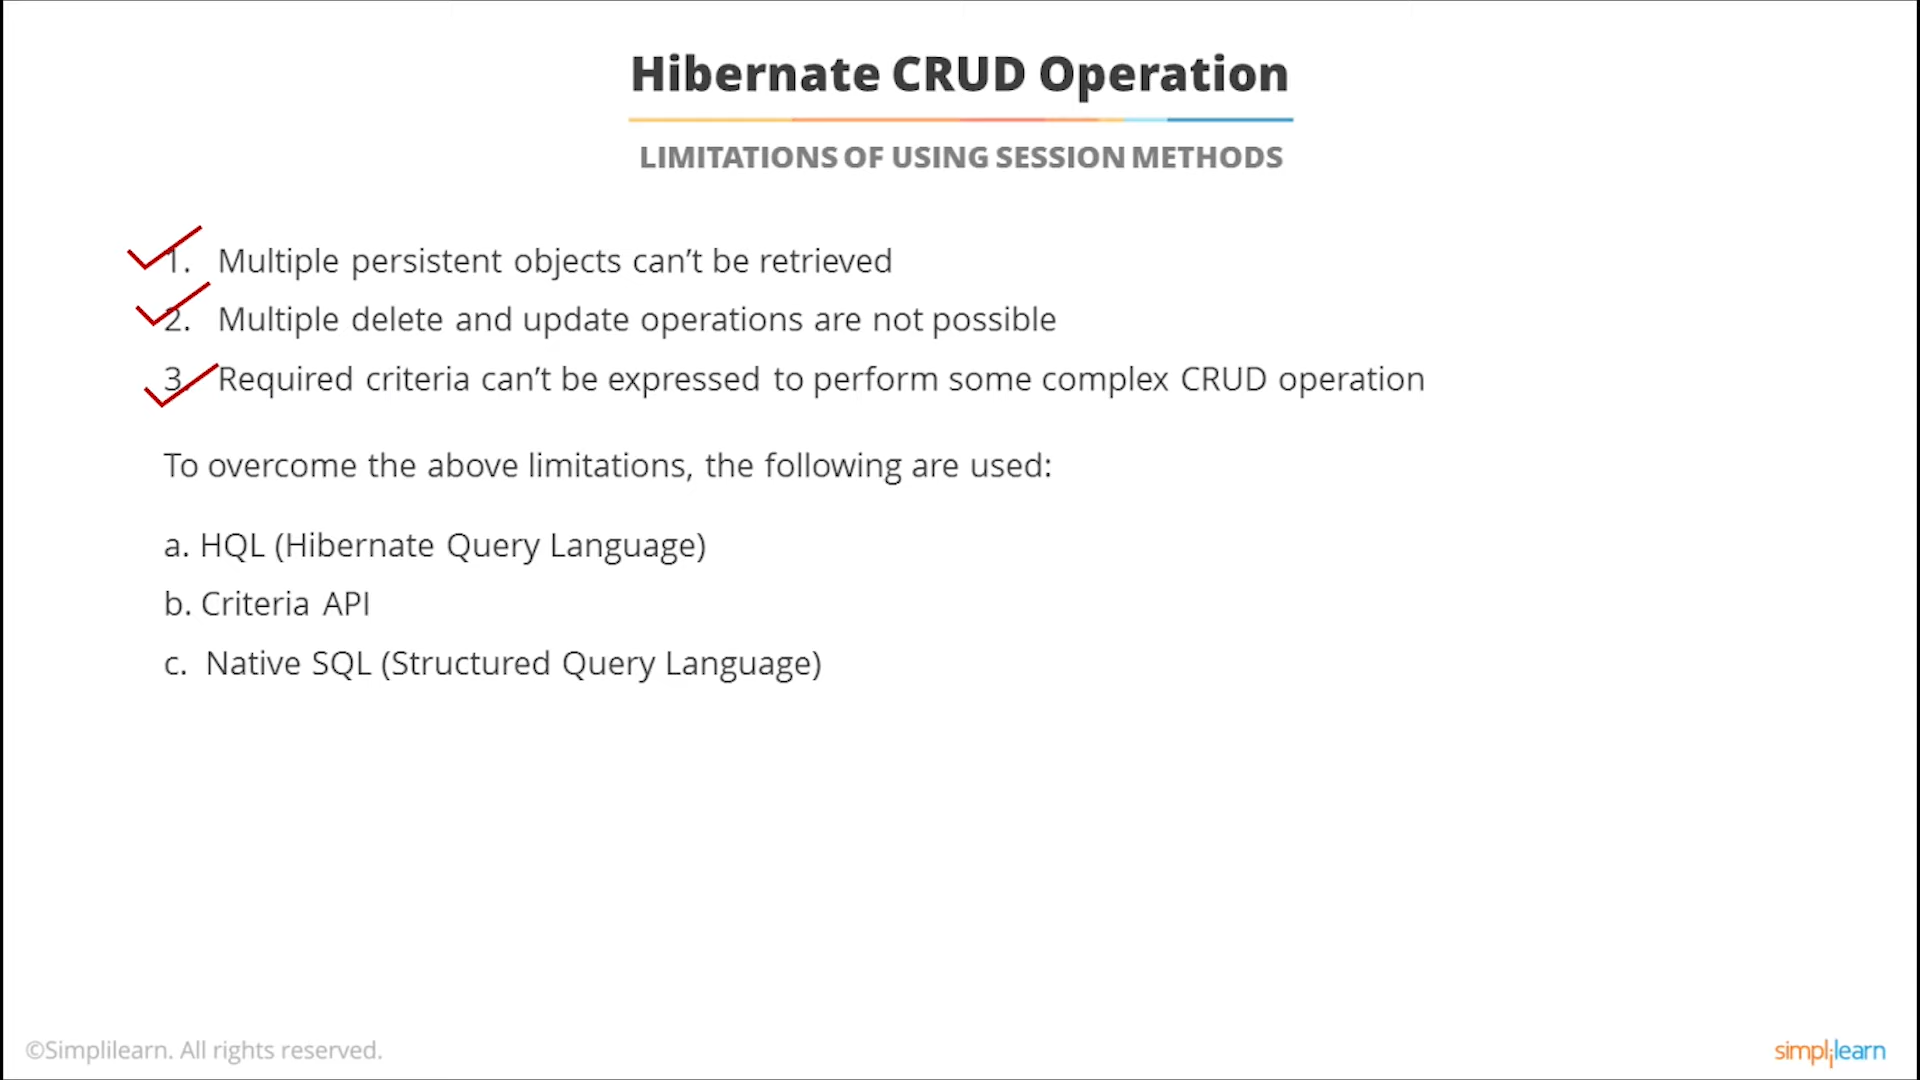 Hibernate CRUD Operation
LIMITATIONS OF USING SESSION METHODS
1. Multiple persistent objects can’t be retrieved
2. Multiple delete and update operations are not possible
3. Required criteria can’t be expressed to perform some complex CRUD operation
To overcome the above limitations, the following are used:
a. HQL (Hibernate Query Language)
b. Criteria API
c. Native SQL (Structured Query Language)
©Simplilearn. All rights reserved.
simplilearn